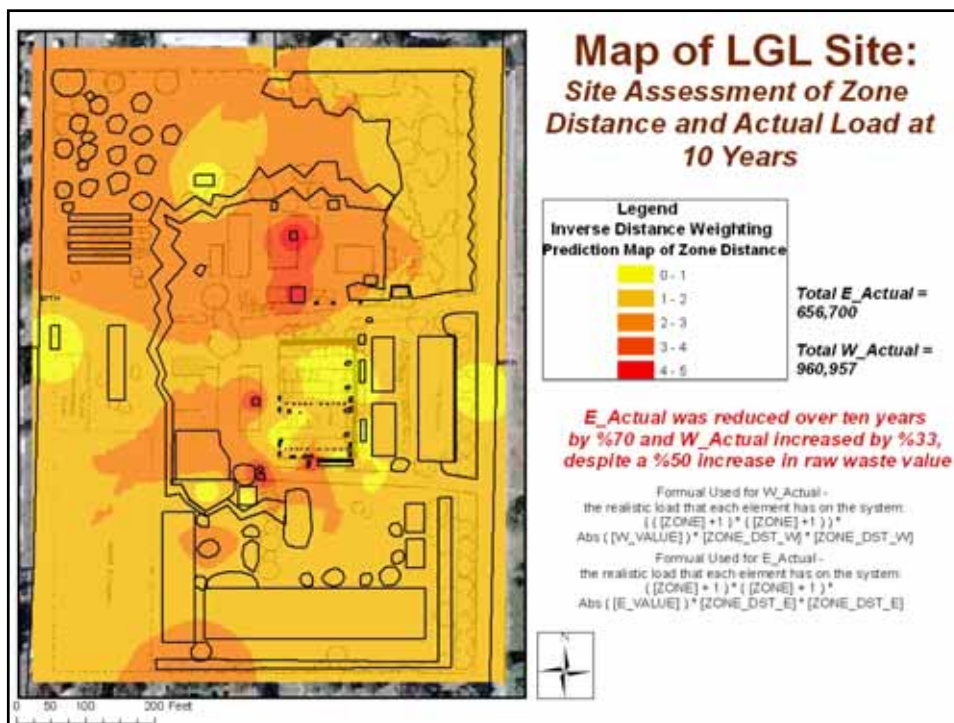 Map of LGL Site:
Site Assessment of Zone
Distance and Actual Load at
10 Years
Legend
Inverse Distance Weighting
Prediction Map of Zone Distance
0 - 1
1 - 2
2 - 3
3 - 4
4 - 5
Total E_Actual =
656,700
Total W_Actual =
960,957
E_Actual was reduced over ten years
by %70 and W_Actual increased by %33,
despite a %50 increase in raw waste value
Formual Used for W_Actual -
the realistic load that each element has on the system:
( ( [ZONE] +1 ) * ( [ZONE] +1 ) ) *
Abs ( [W_VALUE] ) * [ZONE_DST_W] * [ZONE_DST_W]
Formual Used for E_Actual -
the realistic load that each element has on the system:
( [ZONE] + 1 ) * ( [ZONE] + 1 ) *
Abs ( [E_VALUE] ) * [ZONE_DST_E] * [ZONE_DST_E]
N
0 50 100 200 Feet